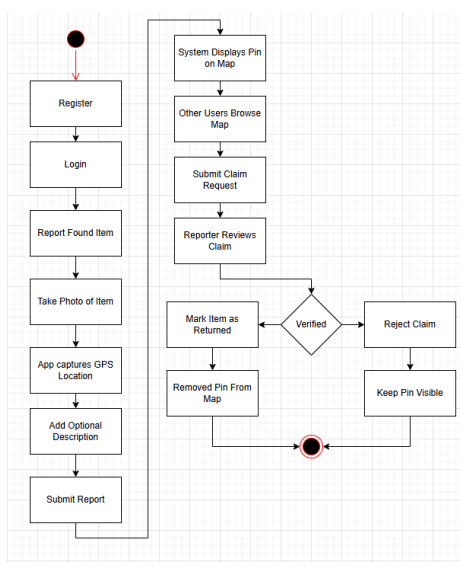 Register
Login
Report Found Item
Take Photo of Item
App captures GPS
Location
Add Optional
Description
Submit Report
System Displays Pin
on Map
Other Users Browse
Map
Submit Claim
Request
Reporter Reviews
Claim
Verified
Mark Item as
Returned
Removed Pin From
Map
Reject Claim
Keep Pin Visible